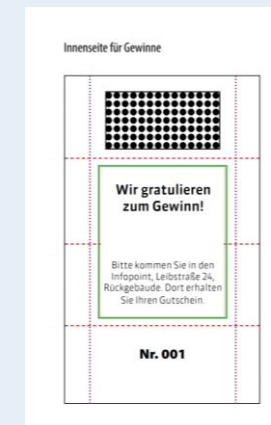 Innenseite für Gewinne
Wir gratulieren
zum Gewinn!
Bitte kommen Sie in den
Infopoint, Leibstraße 24,
Rückgebäude. Dort erhalten
Sie Ihren Gutschein.
Nr. 001